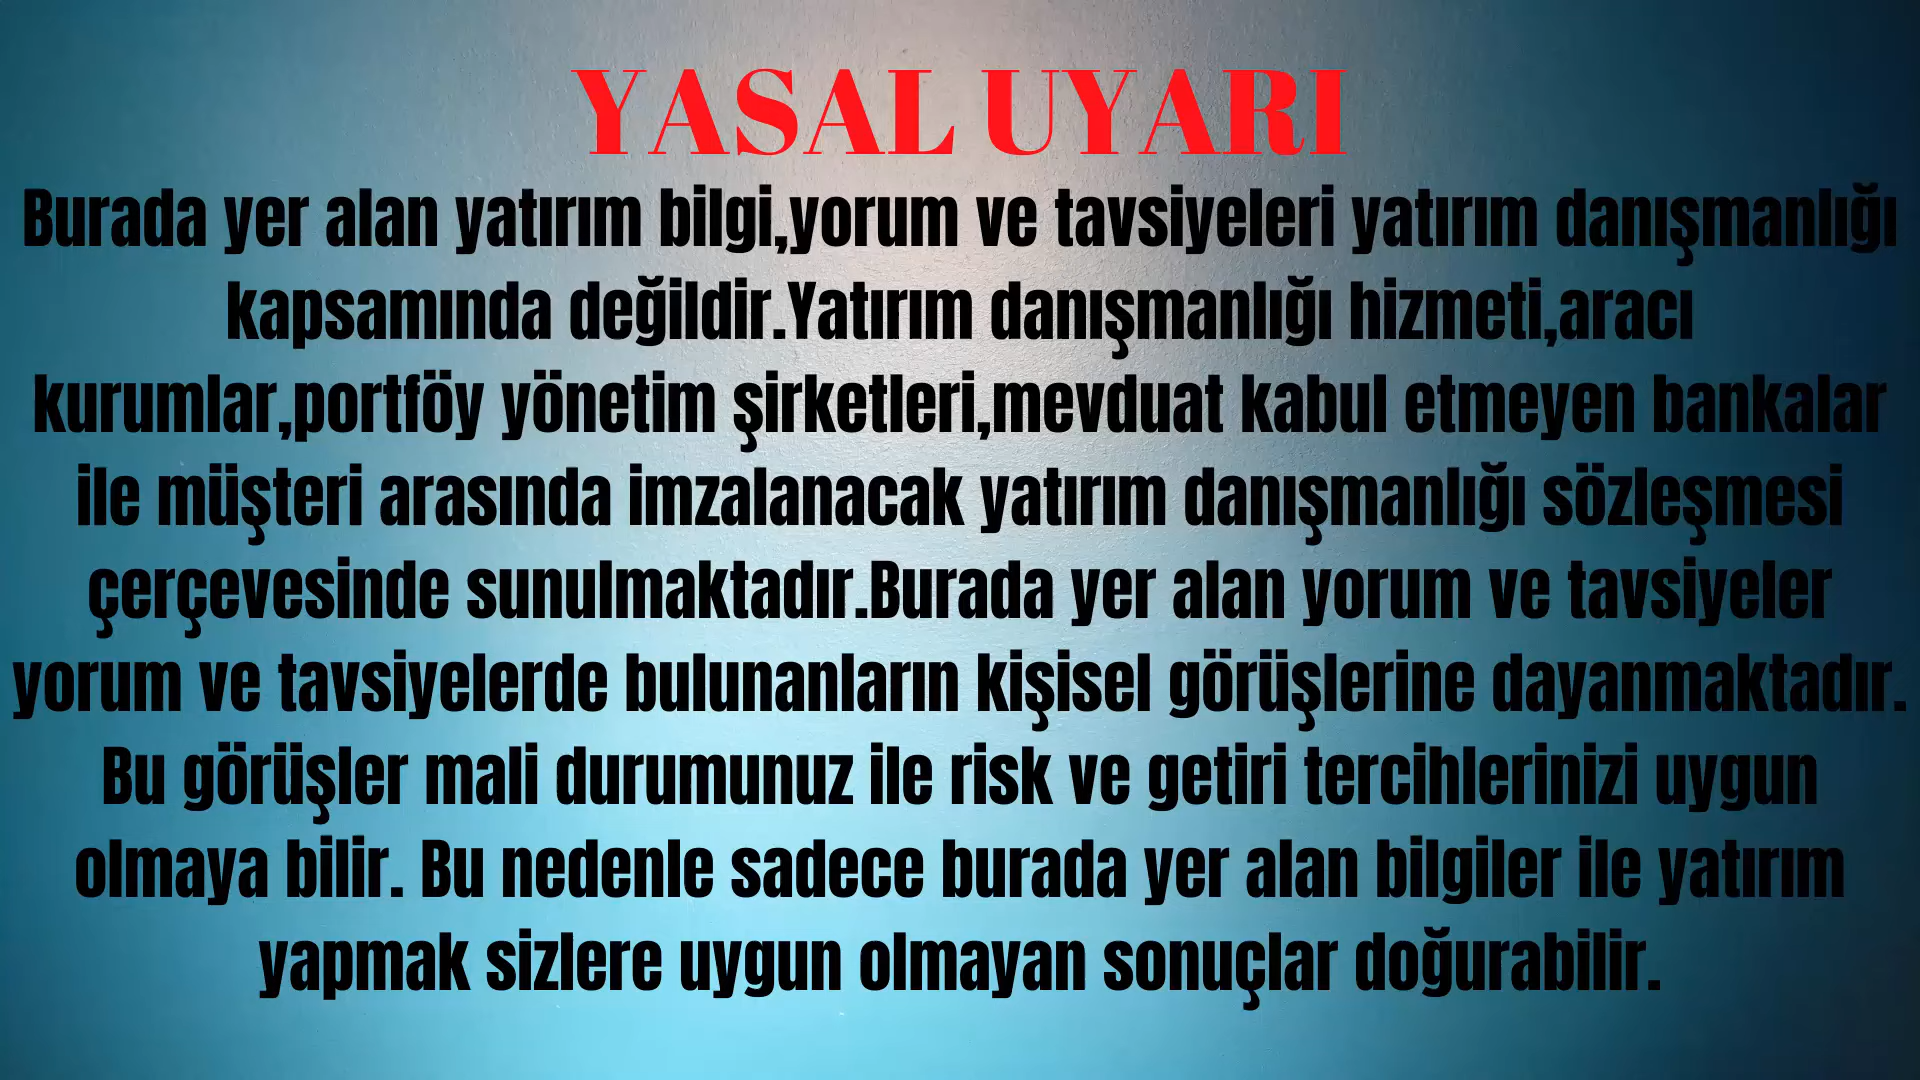 YASAL UYARI
Burada yer alan yatırım bilgi,yorum ve tavsiyeleri yatırım danışmanlığı
kapsamında değildir.Yatırım danışmanlığı hizmeti,aracı
kurumlar,portföy yönetim şirketleri,mevduat kabul etmeyen bankalar
ile müşteri arasında imzalanacak yatırım danışmanlığı sözleşmesi
çerçevesinde sunulmaktadır.Burada yer alan yorum ve tavsiyeler
yorum ve tavsiyelerde bulunanların kişisel görüşlerine dayanmaktadır.
Bu görüşler mali durumunuz ile risk ve getiri tercihlerinizi uygun
olmaya bilir. Bu nedenle sadece burada yer alan bilgiler ile yatırım
yapmak sizlere uygun olmayan sonuçlar doğurabilir.